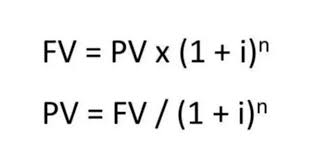 FV = PV x (1 + i)ⁿ
PV = FV / (1 + i)ⁿ